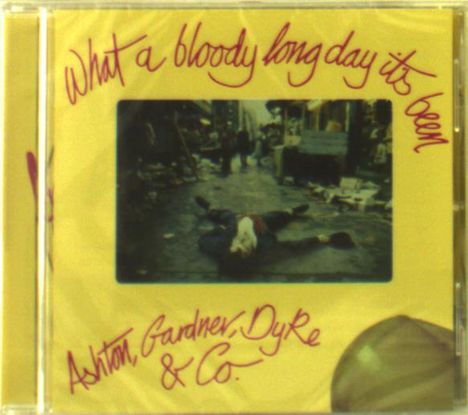 What a bloody long day it's been
Ashton, Gardner, Dyke
& Co.